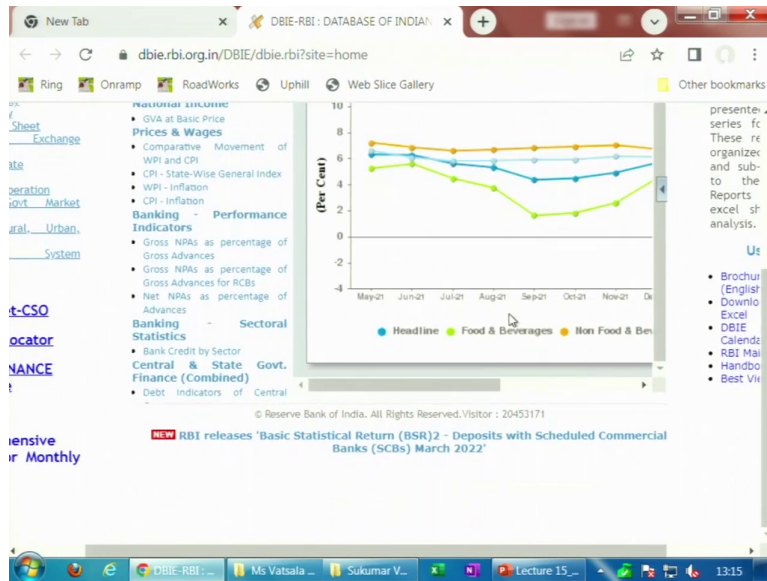 New Tab
DBIE-RBI : DATABASE OF INDIAN
dbie.rbi.org.in/DBIE/dbie.rbi?site=home
Ring
Onramp
RoadWorks
Uphill
Web Slice Gallery
Other bookmarks
Sheet
Exchange
Govt Market
ural, Urban,
System
t-CSO
ocator
NANCE
ensive
or Monthly
National Income
• GVA at Basic Price
Prices & Wages
• Comparative Movement of
WPI and CPI
• CPI - State-Wise General Index
• WPI - Inflation
• CPI - Inflation
Banking - Performance
Indicators
• Gross NPAs as percentage of
Gross Advances
• Gross NPAs as percentage of
Gross Advances for RCBs
• Net NPAs as percentage of
Advances
Banking - Sectoral
Statistics
• Bank Credit by Sector
Central & State Govt.
Finance (Combined)
• Debt Indicators of Central
(Per Cent)
10
8
6
4
2
0
-2
-4
May-21 Jun-21 Jul-21 Aug-21 Sep-21 Oct-21 Nov-21
Headline Food & Beverages Non Food & Bev
presented
series fo
These re
organized
and sub-
to the
Reports
excel sh
analysis.
Us
• Brochur
(English
• Downlo
Excel
• DBIE
Calenda
• RBI Mai
• Handbo
• Best Vie
© Reserve Bank of India. All Rights Reserved.Visitor : 20453171
NEW RBI releases 'Basic Statistical Return (BSR)2 - Deposits with Scheduled Commercial
Banks (SCBs) March 2022'
DBIE-RBI : ...
Ms Vatsala ...
Sukumar V...
Lecture 15_...
13:15